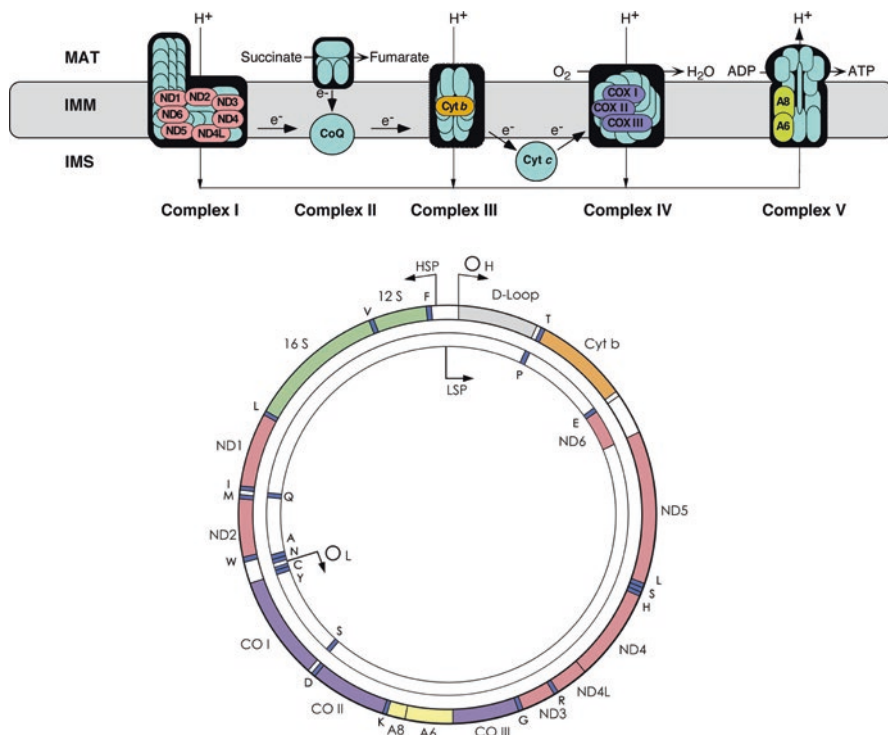 H+ H+ H+ H+
MAT
Succinate Fumarate
O2 H2O
ADP ATP
IMM
ND1 ND2 ND3
ND6 ND4
ND5 ND4L
e-
e-
CoQ
e-
Cyt b
e-
Cyt c
e-
COX I
COX II
COX III
A8
A6
IMS
Complex I Complex II Complex III Complex IV Complex V
HSP
O H
D-Loop
F
12 S
V
16 S
T
Cyt b
LSP
P
L
E
ND6
ND1
I
M
Q
ND5
ND2
A
N
O L
C
Y
W
L
S
H
CO I
S
ND4
D
ND4L
CO II
R
ND3
K
G
A8
A6
CO III